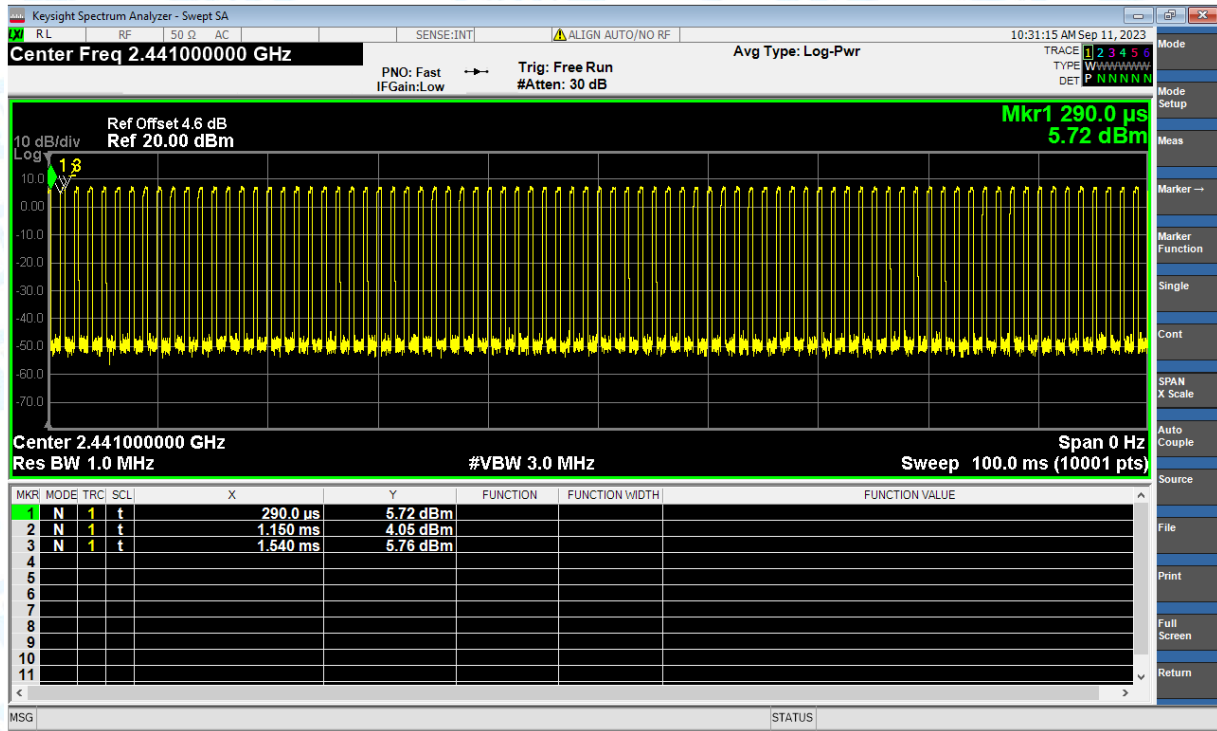 Keysight Spectrum Analyzer - Swept SA
LXI RL RF 50 Ω AC SENSE:INT ALIGN AUTO/NO RF 10:31:15 AM Sep 11, 2023
Center Freq 2.441000000 GHz
PNO: Fast
IFGain:Low
Trig: Free Run
#Atten: 30 dB
Avg Type: Log-Pwr
TRACE 1 2 3 4 5 6
TYPE WWWWWW
DET P N N N N N
Mkr1 290.0 µs
5.72 dBm
Ref Offset 4.6 dB
10 dB/div Ref 20.00 dBm
Log
1 3
10.0
0.00
-10.0
-20.0
-30.0
-40.0
-50.0
-60.0
-70.0
Center 2.441000000 GHz Span 0 Hz
Res BW 1.0 MHz #VBW 3.0 MHz Sweep 100.0 ms (10001 pts)
MKR MODE TRC SCL X Y FUNCTION FUNCTION WIDTH FUNCTION VALUE
1 N 1 t 290.0 µs 5.72 dBm
2 N 1 t 1.150 ms 4.05 dBm
3 N 1 t 1.540 ms 5.76 dBm
4
5
6
7
8
9
10
11
MSG STATUS
Mode
Mode
Setup
Meas
Marker →
Marker
Function
Single
Cont
SPAN
X Scale
Auto
Couple
Source
File
Print
Full
Screen
Return